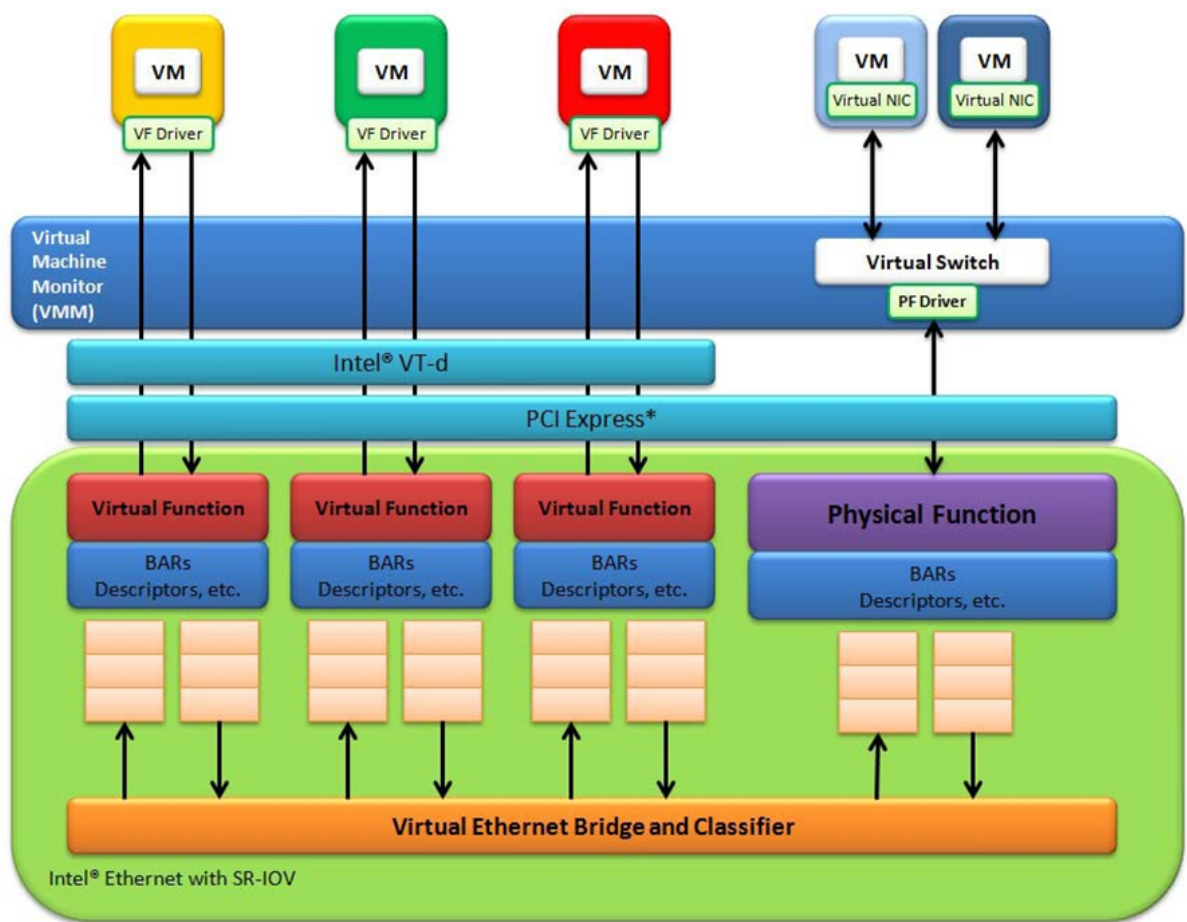 VM
VM
VM
VM
VM
Virtual NIC
Virtual NIC
VF Driver
VF Driver
VF Driver
Virtual
Machine
Monitor
(VMM)
Virtual Switch
PF Driver
Intel® VT-d
PCI Express*
Virtual Function
Virtual Function
Virtual Function
Physical Function
BARs
Descriptors, etc.
BARs
Descriptors, etc.
BARs
Descriptors, etc.
BARs
Descriptors, etc.
Virtual Ethernet Bridge and Classifier
Intel® Ethernet with SR-IOV